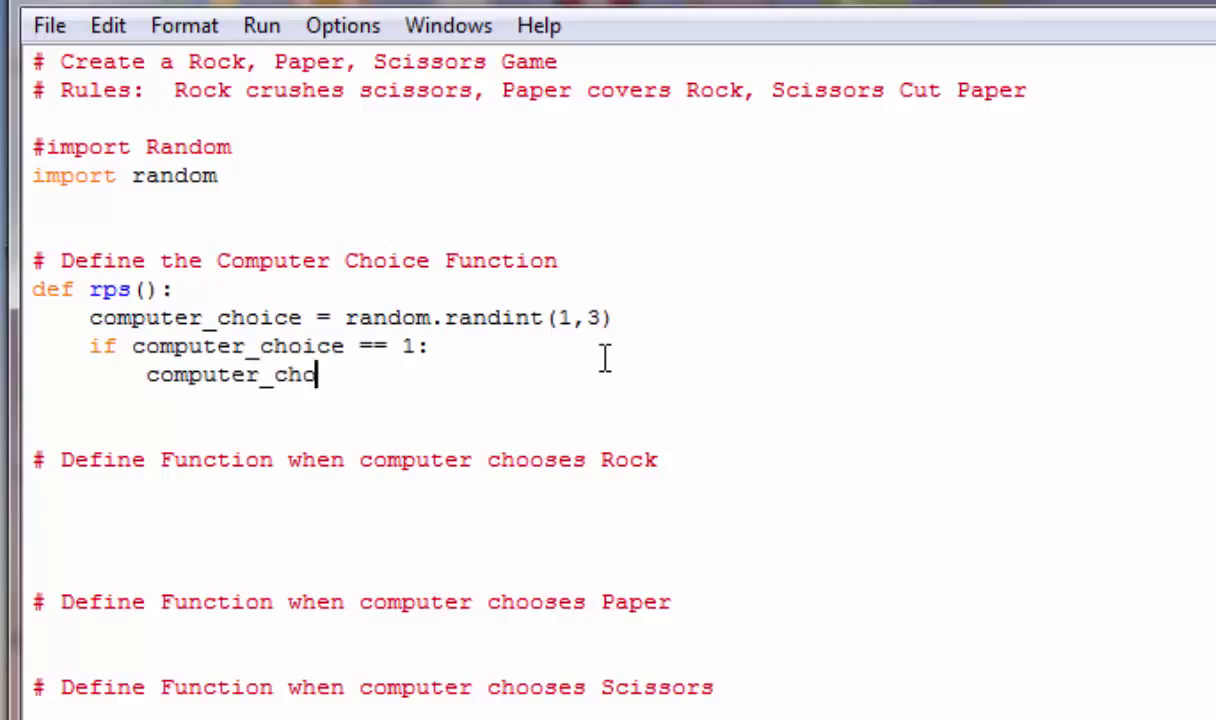 File Edit Format Run Options Windows Help
# Create a Rock, Paper, Scissors Game
# Rules:  Rock crushes scissors, Paper covers Rock, Scissors Cut Paper
#import Random
import random
# Define the Computer Choice Function
def rps():
    computer_choice = random.randint(1,3)
    if computer_choice == 1:
        computer_cho
# Define Function when computer chooses Rock
# Define Function when computer chooses Paper
# Define Function when computer chooses Scissors